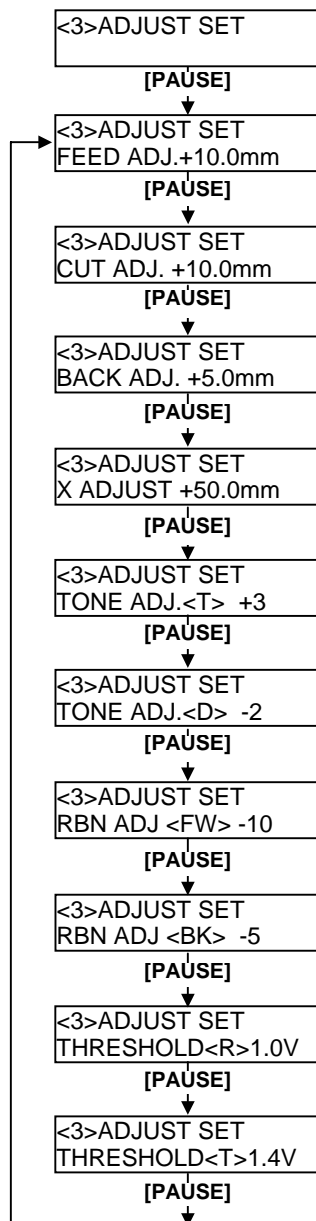 <3>ADJUST SET
[PAUSE]
<3>ADJUST SET
FEED ADJ.+10.0mm
[PAUSE]
<3>ADJUST SET
CUT ADJ. +10.0mm
[PAUSE]
<3>ADJUST SET
BACK ADJ. +5.0mm
[PAUSE]
<3>ADJUST SET
X ADJUST +50.0mm
[PAUSE]
<3>ADJUST SET
TONE ADJ.<T> +3
[PAUSE]
<3>ADJUST SET
TONE ADJ.<D> -2
[PAUSE]
<3>ADJUST SET
RBN ADJ <FW> -10
[PAUSE]
<3>ADJUST SET
RBN ADJ <BK> -5
[PAUSE]
<3>ADJUST SET
THRESHOLD<R>1.0V
[PAUSE]
<3>ADJUST SET
THRESHOLD<T>1.4V
[PAUSE]